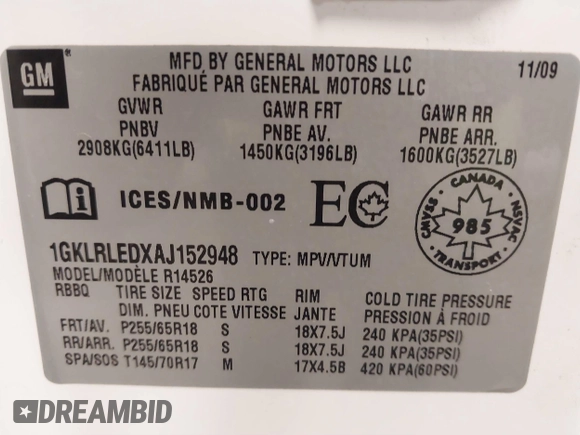 GM
MFD BY GENERAL MOTORS LLC 11/09
FABRIQUÉ PAR GENERAL MOTORS LLC
GVWR GAWR FRT GAWR RR
PNBV PNBE AV. PNBE ARR.
2908KG(6411LB) 1450KG(3196LB) 1600KG(3527LB)
i ICES/NMB-002 EC
CANADA
SVMAC NSVAC
985
TRANSPORT
1GKLRLEDXAJ152948 TYPE: MPV/VTUM
MODEL/MODÈLE R14526
RBBQ TIRE SIZE SPEED RTG RIM COLD TIRE PRESSURE
DIM. PNEU COTE VITESSE JANTE PRESSION À FROID
FRT/AV. P255/65R18 S 18X7.5J 240 KPA(35PSI)
RR/ARR. P255/65R18 S 18X7.5J 240 KPA(35PSI)
SPA/SOS T145/70R17 M 17X4.5B 420 KPA(60PSI)
DREAMBID